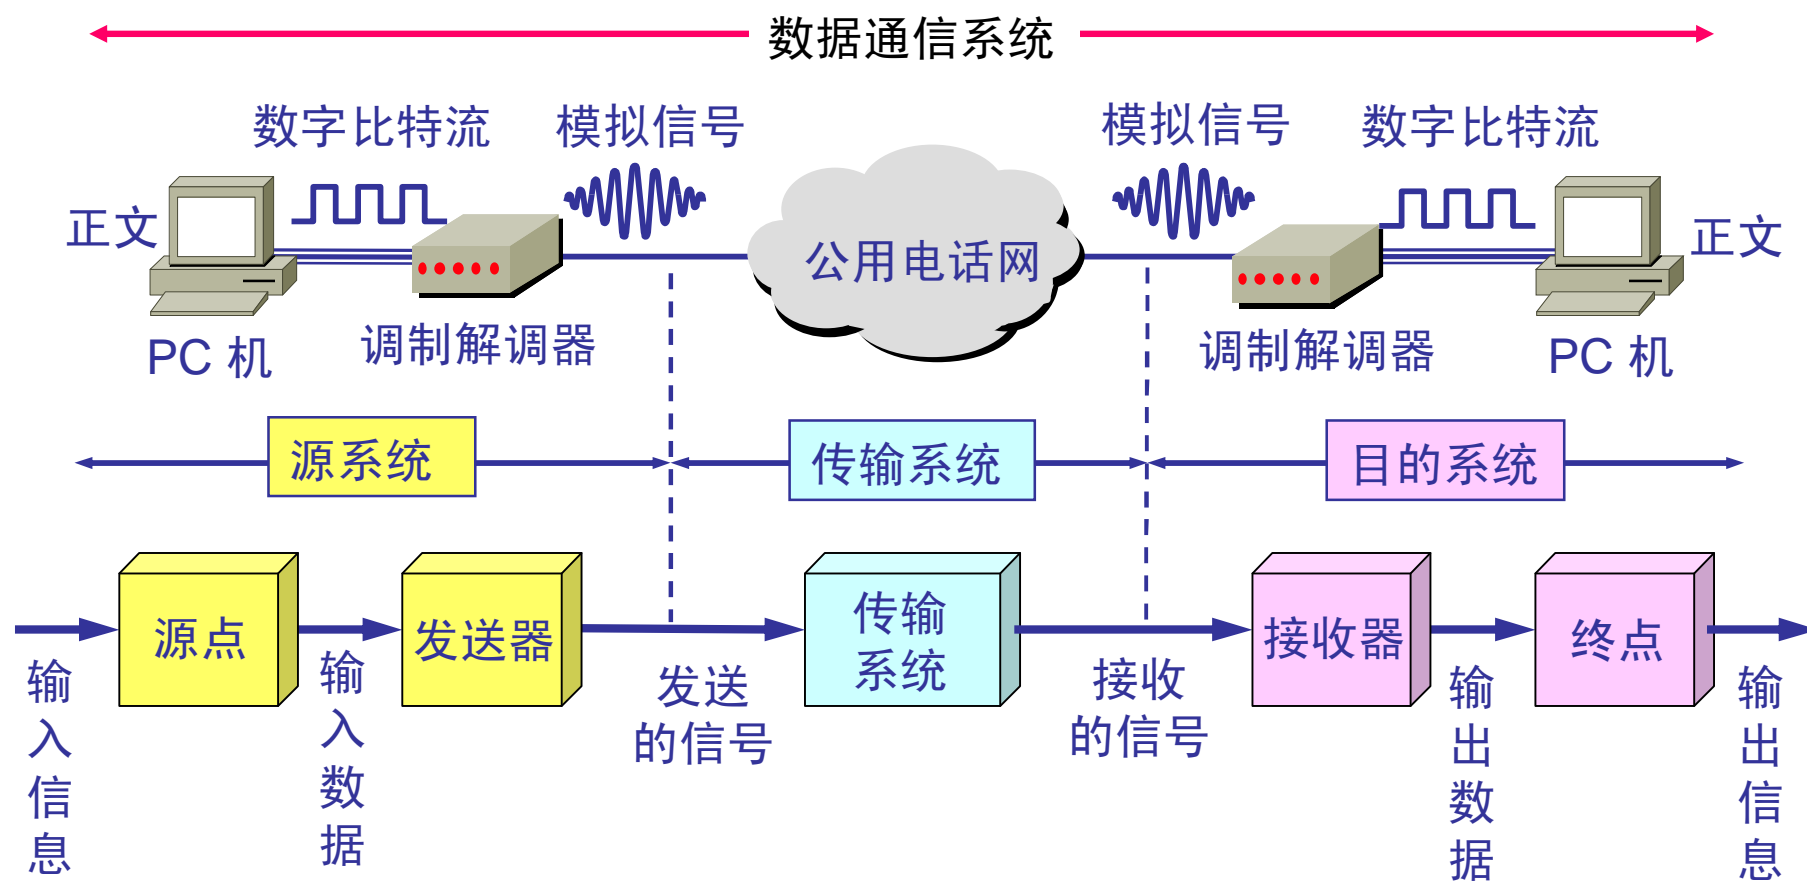 数据通信系统
数字比特流
模拟信号
模拟信号
数字比特流
正文
公用电话网
正文
PC 机
调制解调器
调制解调器
PC 机
源系统
传输系统
目的系统
源点
发送器
传输
系统
接收器
终点
输入信息
输入数据
发送
的信号
接收
的信号
输出数据
输出信息